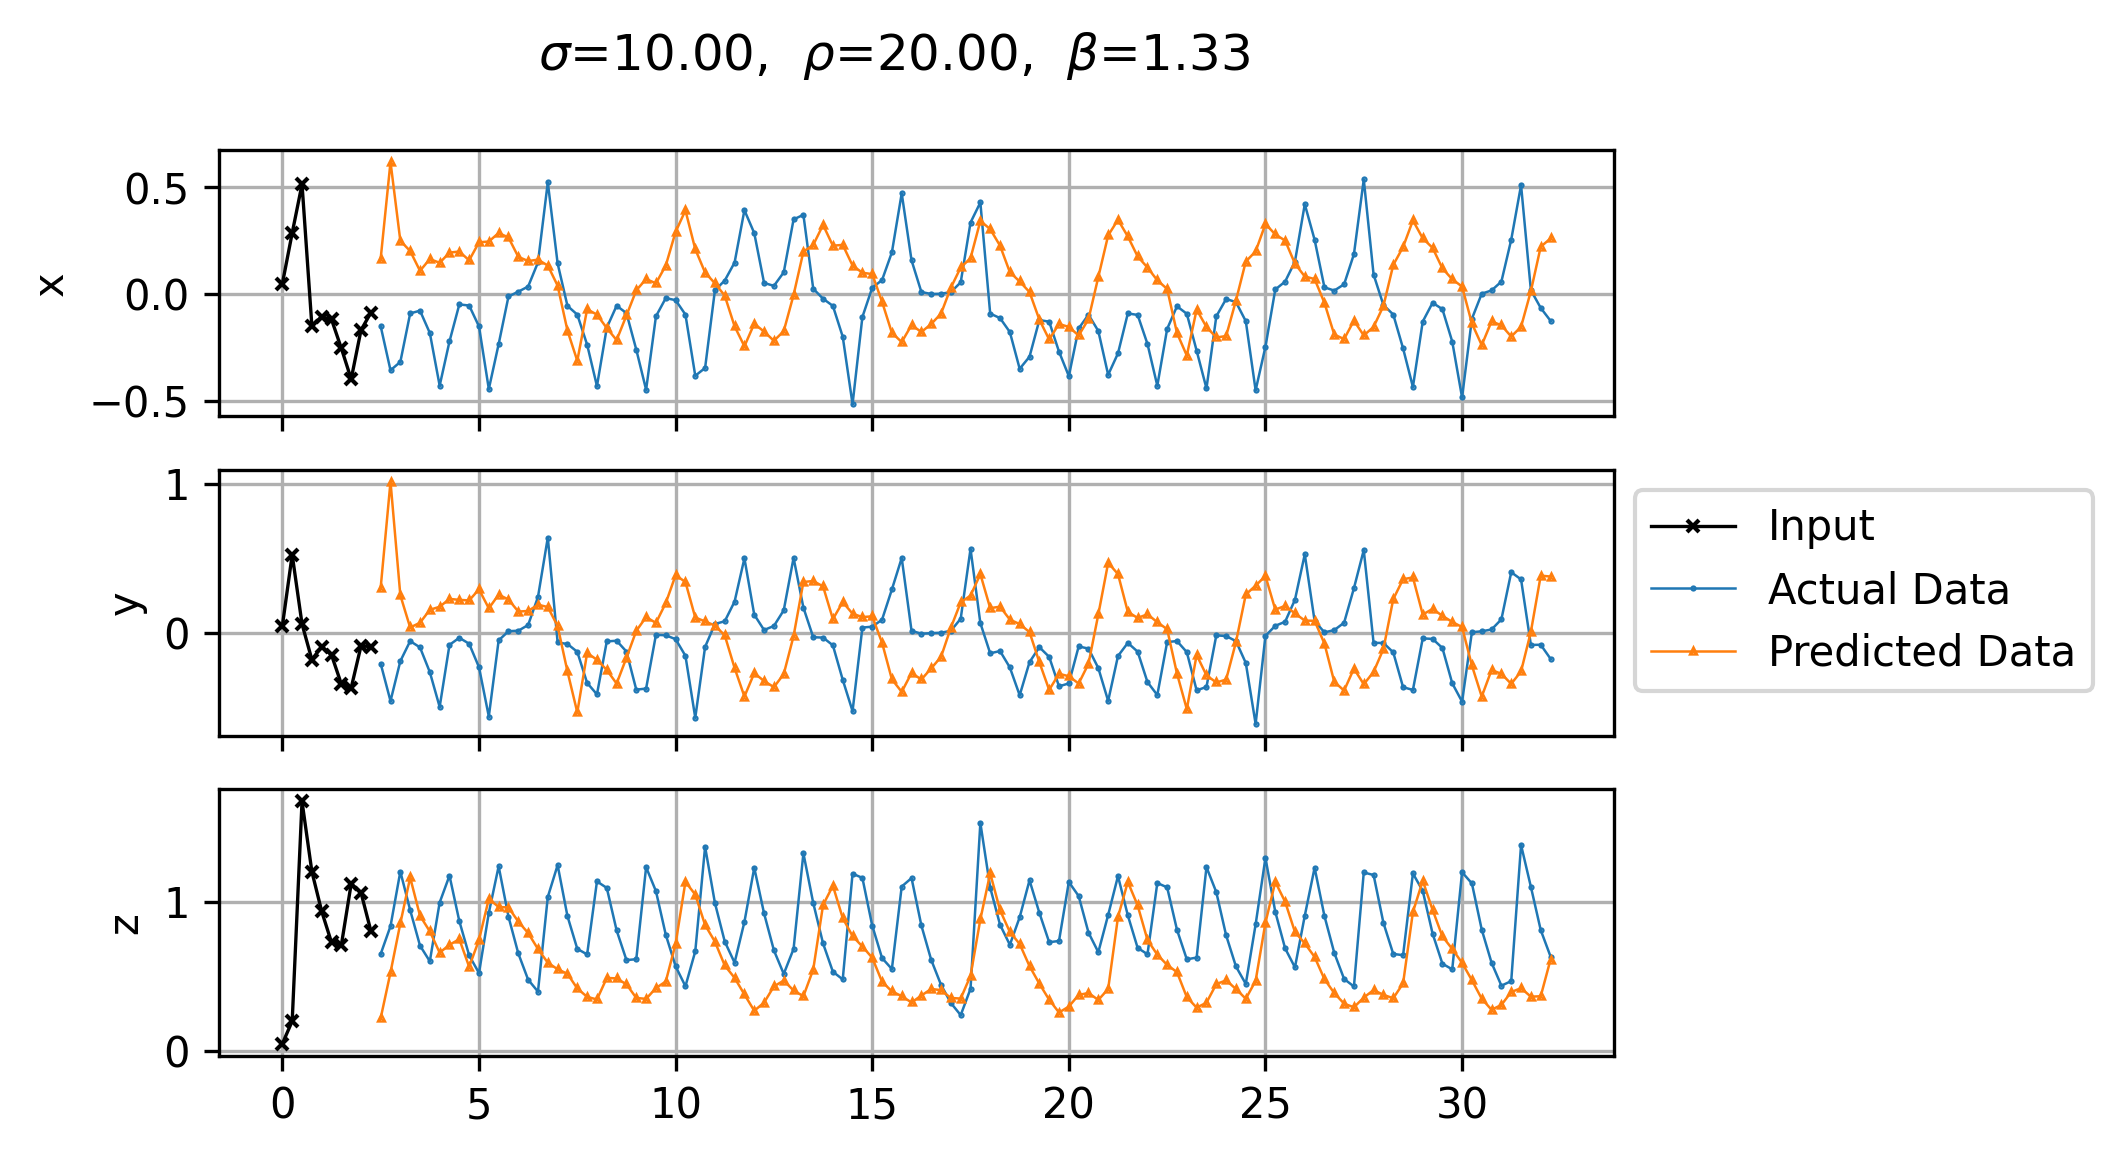 σ=10.00, ρ=20.00, β=1.33
0.5
0.0
−0.5
x
1
0
y
1
0
z
0 5 10 15 20 25 30
Input
Actual Data
Predicted Data